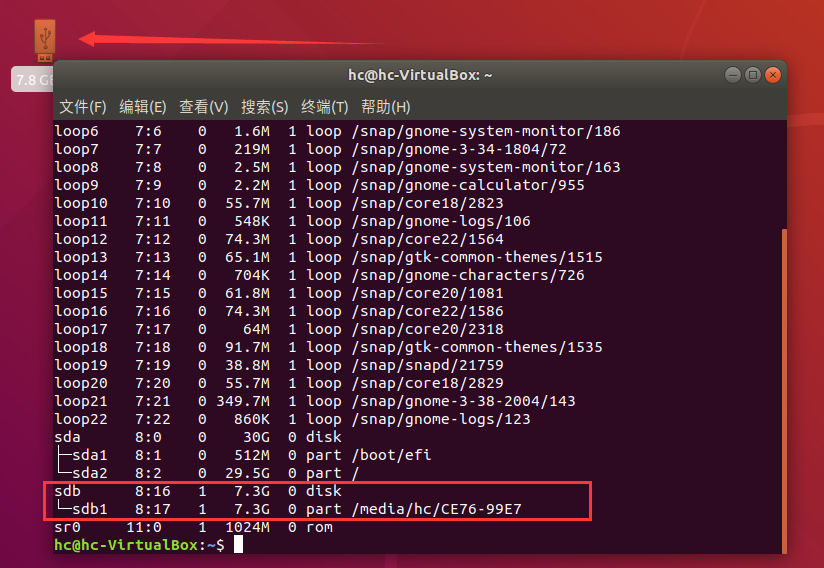 7.8 G
hc@hc-VirtualBox: ~
文件(F) 编辑(E) 查看(V) 搜索(S) 终端(T) 帮助(H)
loop6 7:6 0 1.6M 1 loop /snap/gnome-system-monitor/186
loop7 7:7 0 219M 1 loop /snap/gnome-3-34-1804/72
loop8 7:8 0 2.5M 1 loop /snap/gnome-system-monitor/163
loop9 7:9 0 2.2M 1 loop /snap/gnome-calculator/955
loop10 7:10 0 55.7M 1 loop /snap/core18/2823
loop11 7:11 0 548K 1 loop /snap/gnome-logs/106
loop12 7:12 0 74.3M 1 loop /snap/core22/1564
loop13 7:13 0 65.1M 1 loop /snap/gtk-common-themes/1515
loop14 7:14 0 704K 1 loop /snap/gnome-characters/726
loop15 7:15 0 61.8M 1 loop /snap/core20/1081
loop16 7:16 0 74.3M 1 loop /snap/core22/1586
loop17 7:17 0 64M 1 loop /snap/core20/2318
loop18 7:18 0 91.7M 1 loop /snap/gtk-common-themes/1535
loop19 7:19 0 38.8M 1 loop /snap/snapd/21759
loop20 7:20 0 55.7M 1 loop /snap/core18/2829
loop21 7:21 0 349.7M 1 loop /snap/gnome-3-38-2004/143
loop22 7:22 0 860K 1 loop /snap/gnome-logs/123
sda 8:0 0 30G 0 disk
├─sda1 8:1 0 512M 0 part /boot/efi
└─sda2 8:2 0 29.5G 0 part /
sdb 8:16 1 7.3G 0 disk
└─sdb1 8:17 1 7.3G 0 part /media/hc/CE76-99E7
sr0 11:0 1 1024M 0 rom
hc@hc-VirtualBox:~$